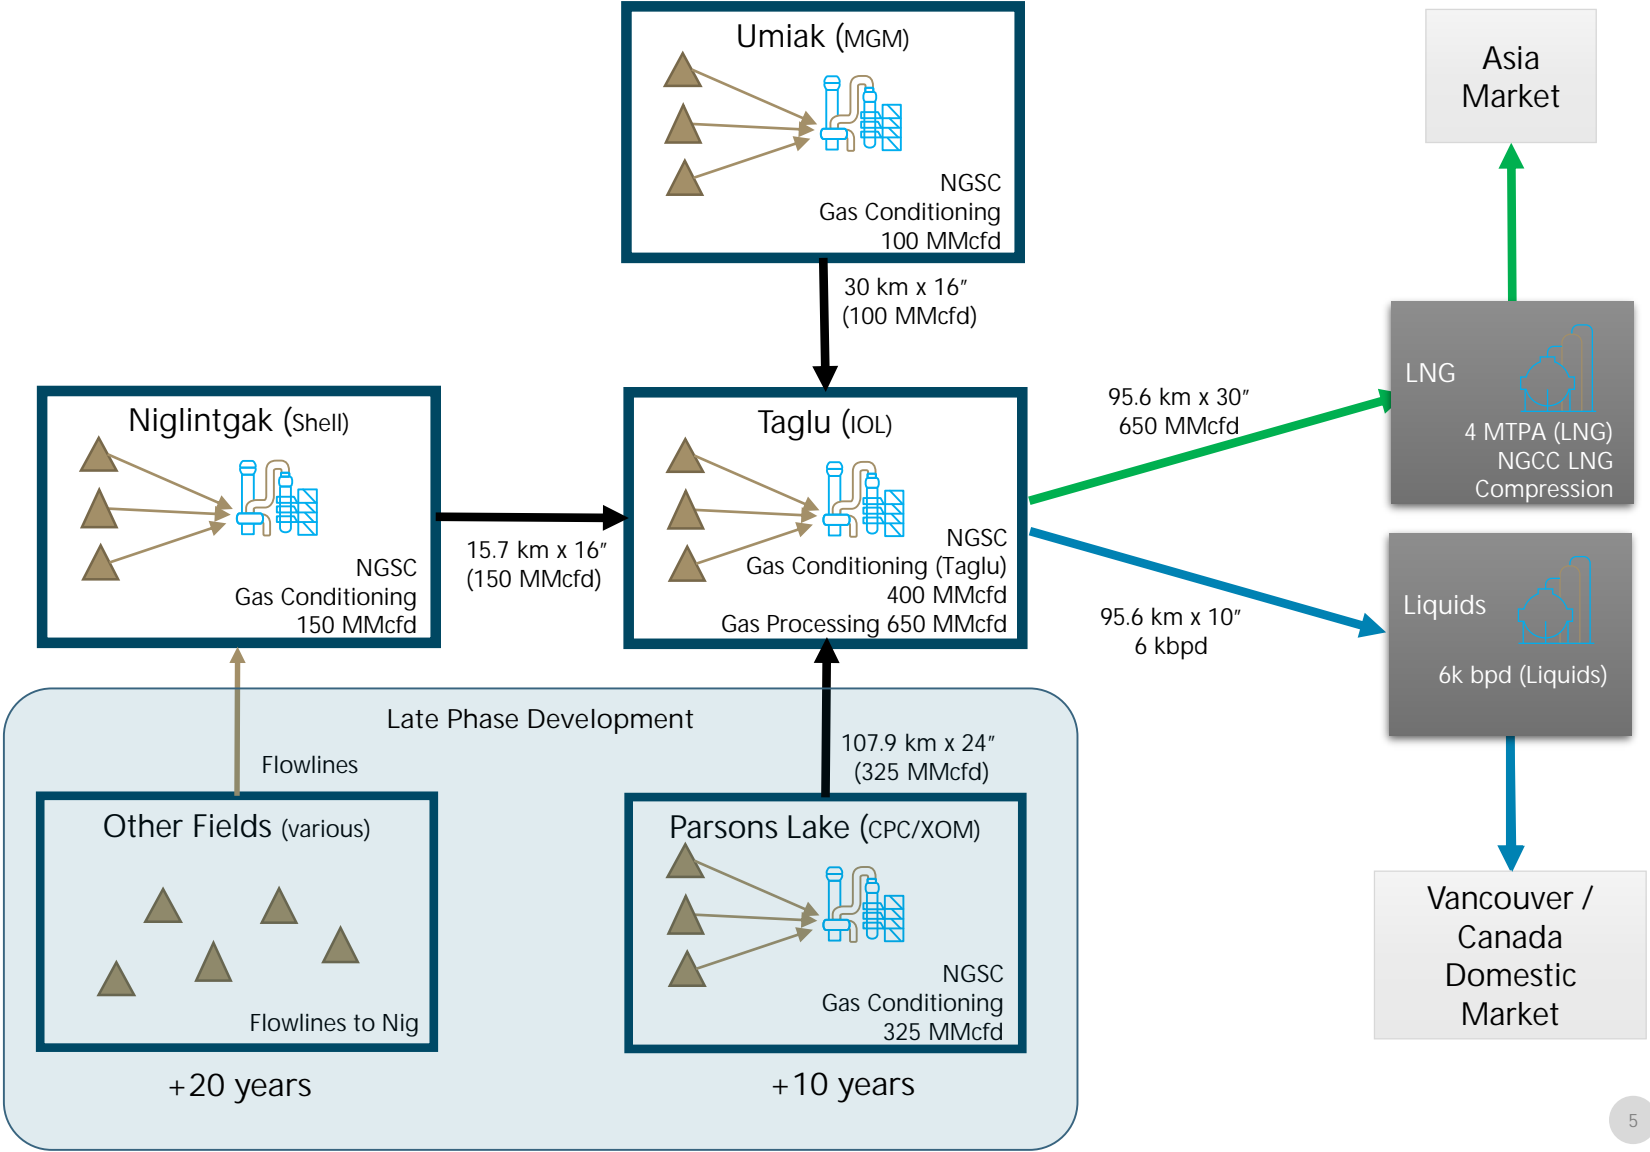 Umiak (MGM)
NGSC
Gas Conditioning
100 MMcfd
30 km x 16”
(100 MMcfd)
Asia
Market
Niglintgak (Shell)
NGSC
Gas Conditioning
150 MMcfd
15.7 km x 16”
(150 MMcfd)
Taglu (IOL)
NGSC
Gas Conditioning (Taglu)
400 MMcfd
Gas Processing 650 MMcfd
95.6 km x 30”
650 MMcfd
LNG
4 MTPA (LNG)
NGCC LNG
Compression
95.6 km x 10”
6 kbpd
Liquids
6k bpd (Liquids)
Late Phase Development
Flowlines
107.9 km x 24”
(325 MMcfd)
Other Fields (various)
Flowlines to Nig
+20 years
Parsons Lake (CPC/XOM)
NGSC
Gas Conditioning
325 MMcfd
+10 years
Vancouver /
Canada
Domestic
Market
5